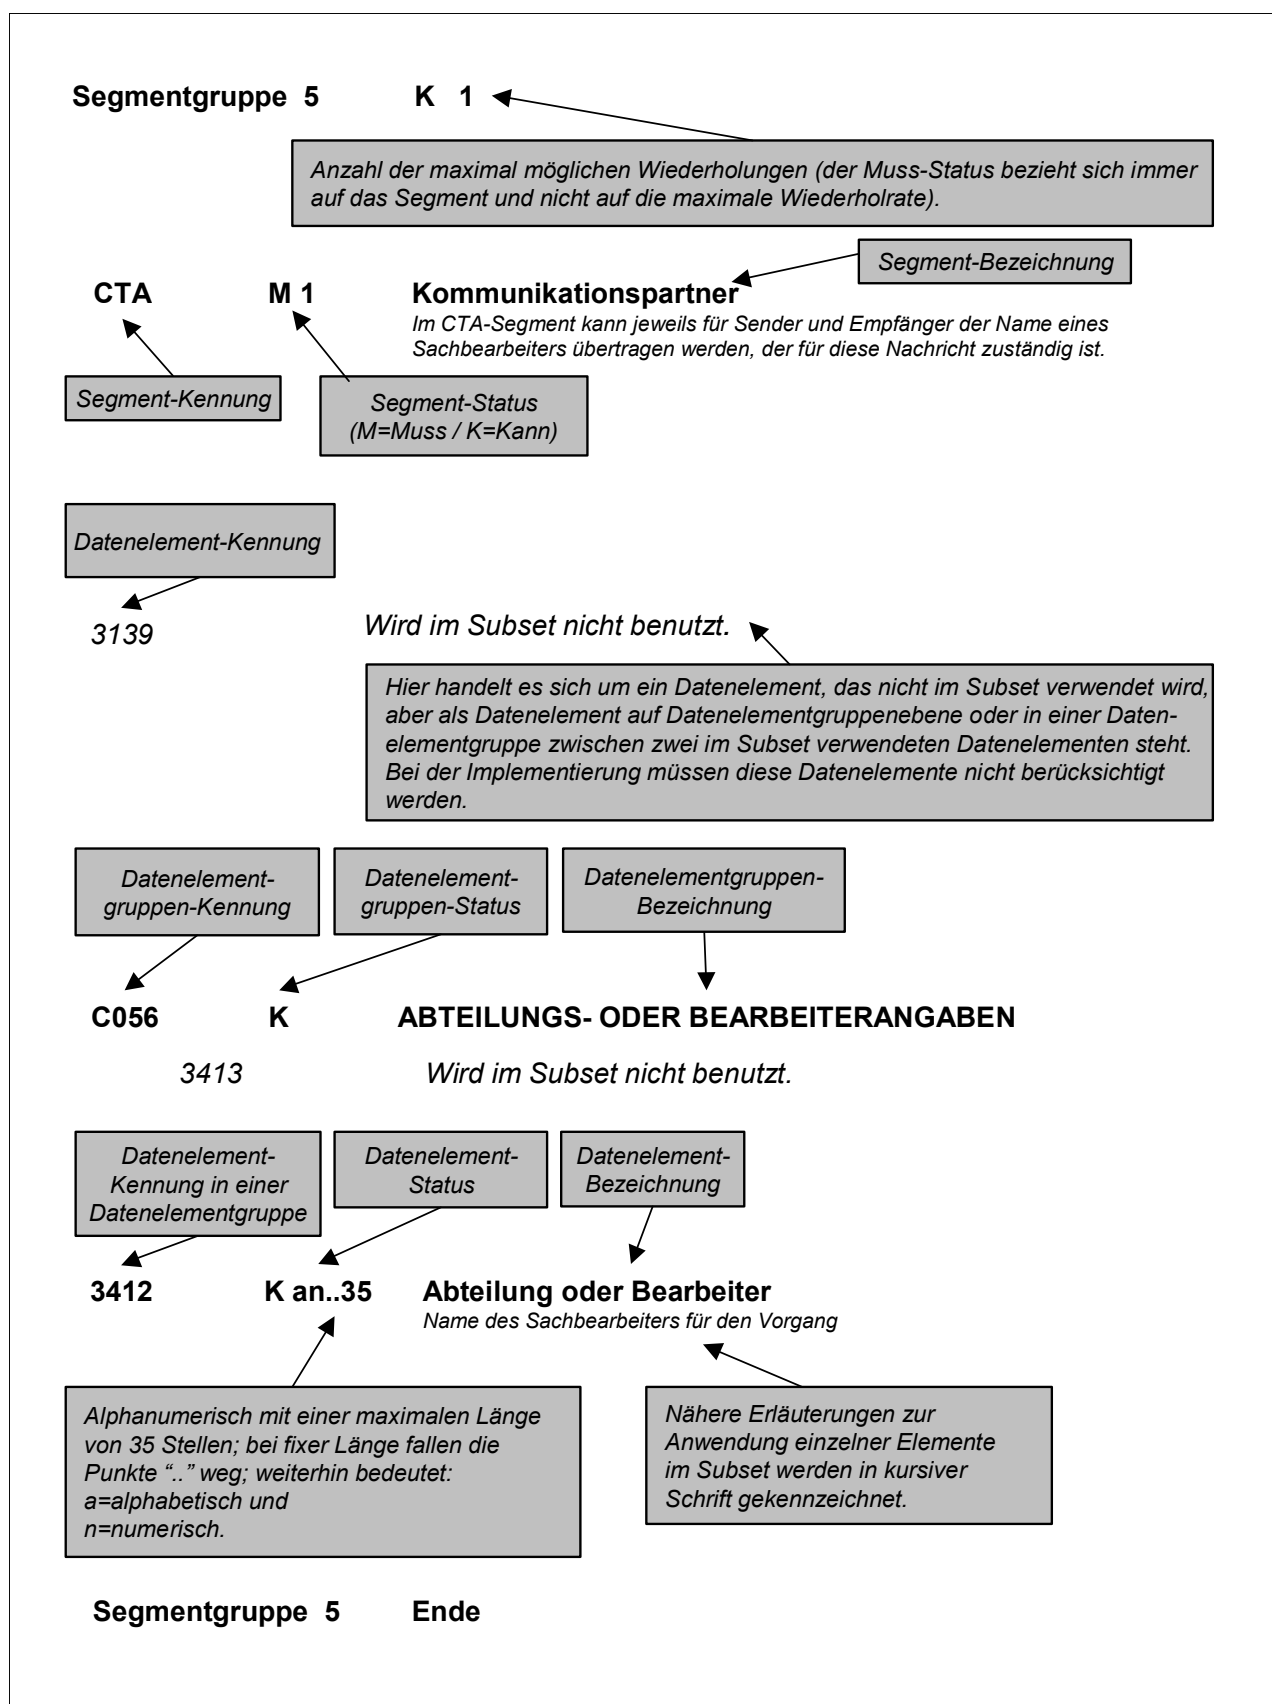 Segmentgruppe 5 K 1
Anzahl der maximal möglichen Wiederholungen (der Muss-Status bezieht sich immer
auf das Segment und nicht auf die maximale Wiederholrate).
Segment-Bezeichnung
CTA M 1 Kommunikationspartner
Im CTA-Segment kann jeweils für Sender und Empfänger der Name eines
Sachbearbeiters übertragen werden, der für diese Nachricht zuständig ist.
Segment-Kennung
Segment-Status
(M=Muss / K=Kann)
Datenelement-Kennung
3139 Wird im Subset nicht benutzt.
Hier handelt es sich um ein Datenelement, das nicht im Subset verwendet wird,
aber als Datenelement auf Datenelementgruppenebene oder in einer Daten-
elementgruppe zwischen zwei im Subset verwendeten Datenelementen steht.
Bei der Implementierung müssen diese Datenelemente nicht berücksichtigt
werden.
Datenelement-
gruppen-Kennung
Datenelement-
gruppen-Status
Datenelementgruppen-
Bezeichnung
C056 K ABTEILUNGS- ODER BEARBEITERANGABEN
3413 Wird im Subset nicht benutzt.
Datenelement-
Kennung in einer
Datenelementgruppe
Datenelement-
Status
Datenelement-
Bezeichnung
3412 K an..35 Abteilung oder Bearbeiter
Name des Sachbearbeiters für den Vorgang
Alphanumerisch mit einer maximalen Länge
von 35 Stellen; bei fixer Länge fallen die
Punkte “..” weg; weiterhin bedeutet:
a=alphabetisch und
n=numerisch.
Nähere Erläuterungen zur
Anwendung einzelner Elemente
im Subset werden in kursiver
Schrift gekennzeichnet.
Segmentgruppe 5 Ende